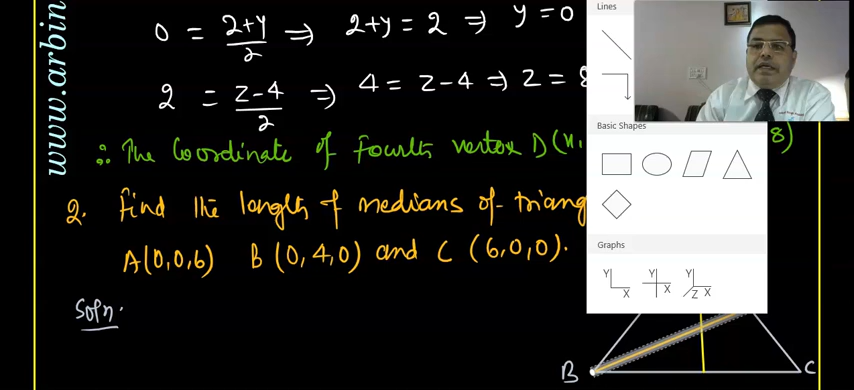 www.arbin
0 = 2+y/2 ⇒ 2+y = 2 ⇒ y = 0
2 = z-4/2 ⇒ 4 = z-4 ⇒ z = 8
∴ The Coordinate of fourth vertex D(x, 8)
2. Find the length of medians of triang
A(0,0,6) B(0,4,0) and C(6,0,0).
Soln.
Lines
Basic Shapes
Graphs
Y X Y X Y Z X
B C